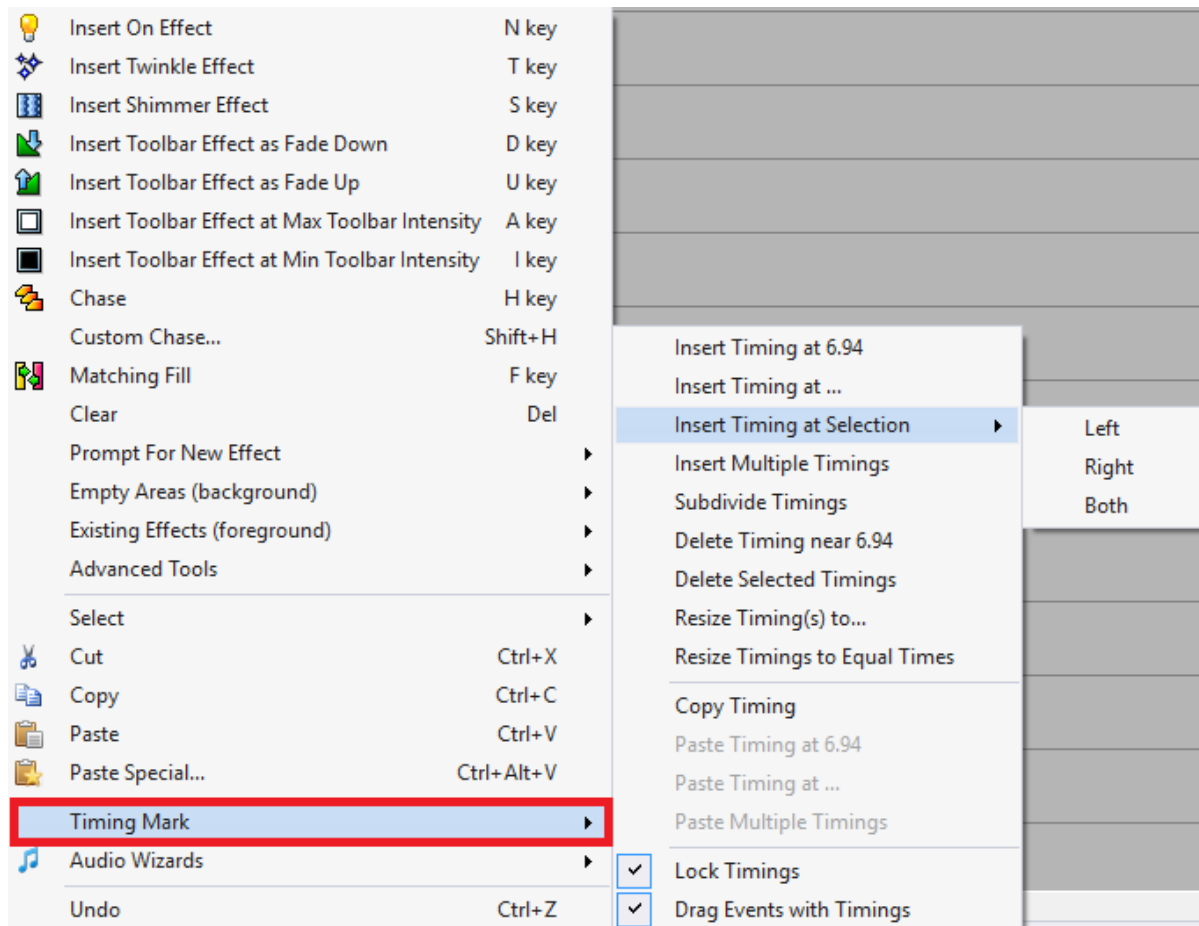 Insert On Effect N key
Insert Twinkle Effect T key
Insert Shimmer Effect S key
Insert Toolbar Effect as Fade Down D key
Insert Toolbar Effect as Fade Up U key
Insert Toolbar Effect at Max Toolbar Intensity A key
Insert Toolbar Effect at Min Toolbar Intensity I key
Chase H key
Custom Chase... Shift+H
Matching Fill F key
Clear Del
Prompt For New Effect
Empty Areas (background)
Existing Effects (foreground)
Advanced Tools
Select
Cut Ctrl+X
Copy Ctrl+C
Paste Ctrl+V
Paste Special... Ctrl+Alt+V
Timing Mark
Audio Wizards
Undo Ctrl+Z
Insert Timing at 6.94
Insert Timing at ...
Insert Timing at Selection
Insert Multiple Timings
Subdivide Timings
Delete Timing near 6.94
Delete Selected Timings
Resize Timing(s) to...
Resize Timings to Equal Times
Copy Timing
Paste Timing at 6.94
Paste Timing at ...
Paste Multiple Timings
Lock Timings
Drag Events with Timings
Left
Right
Both